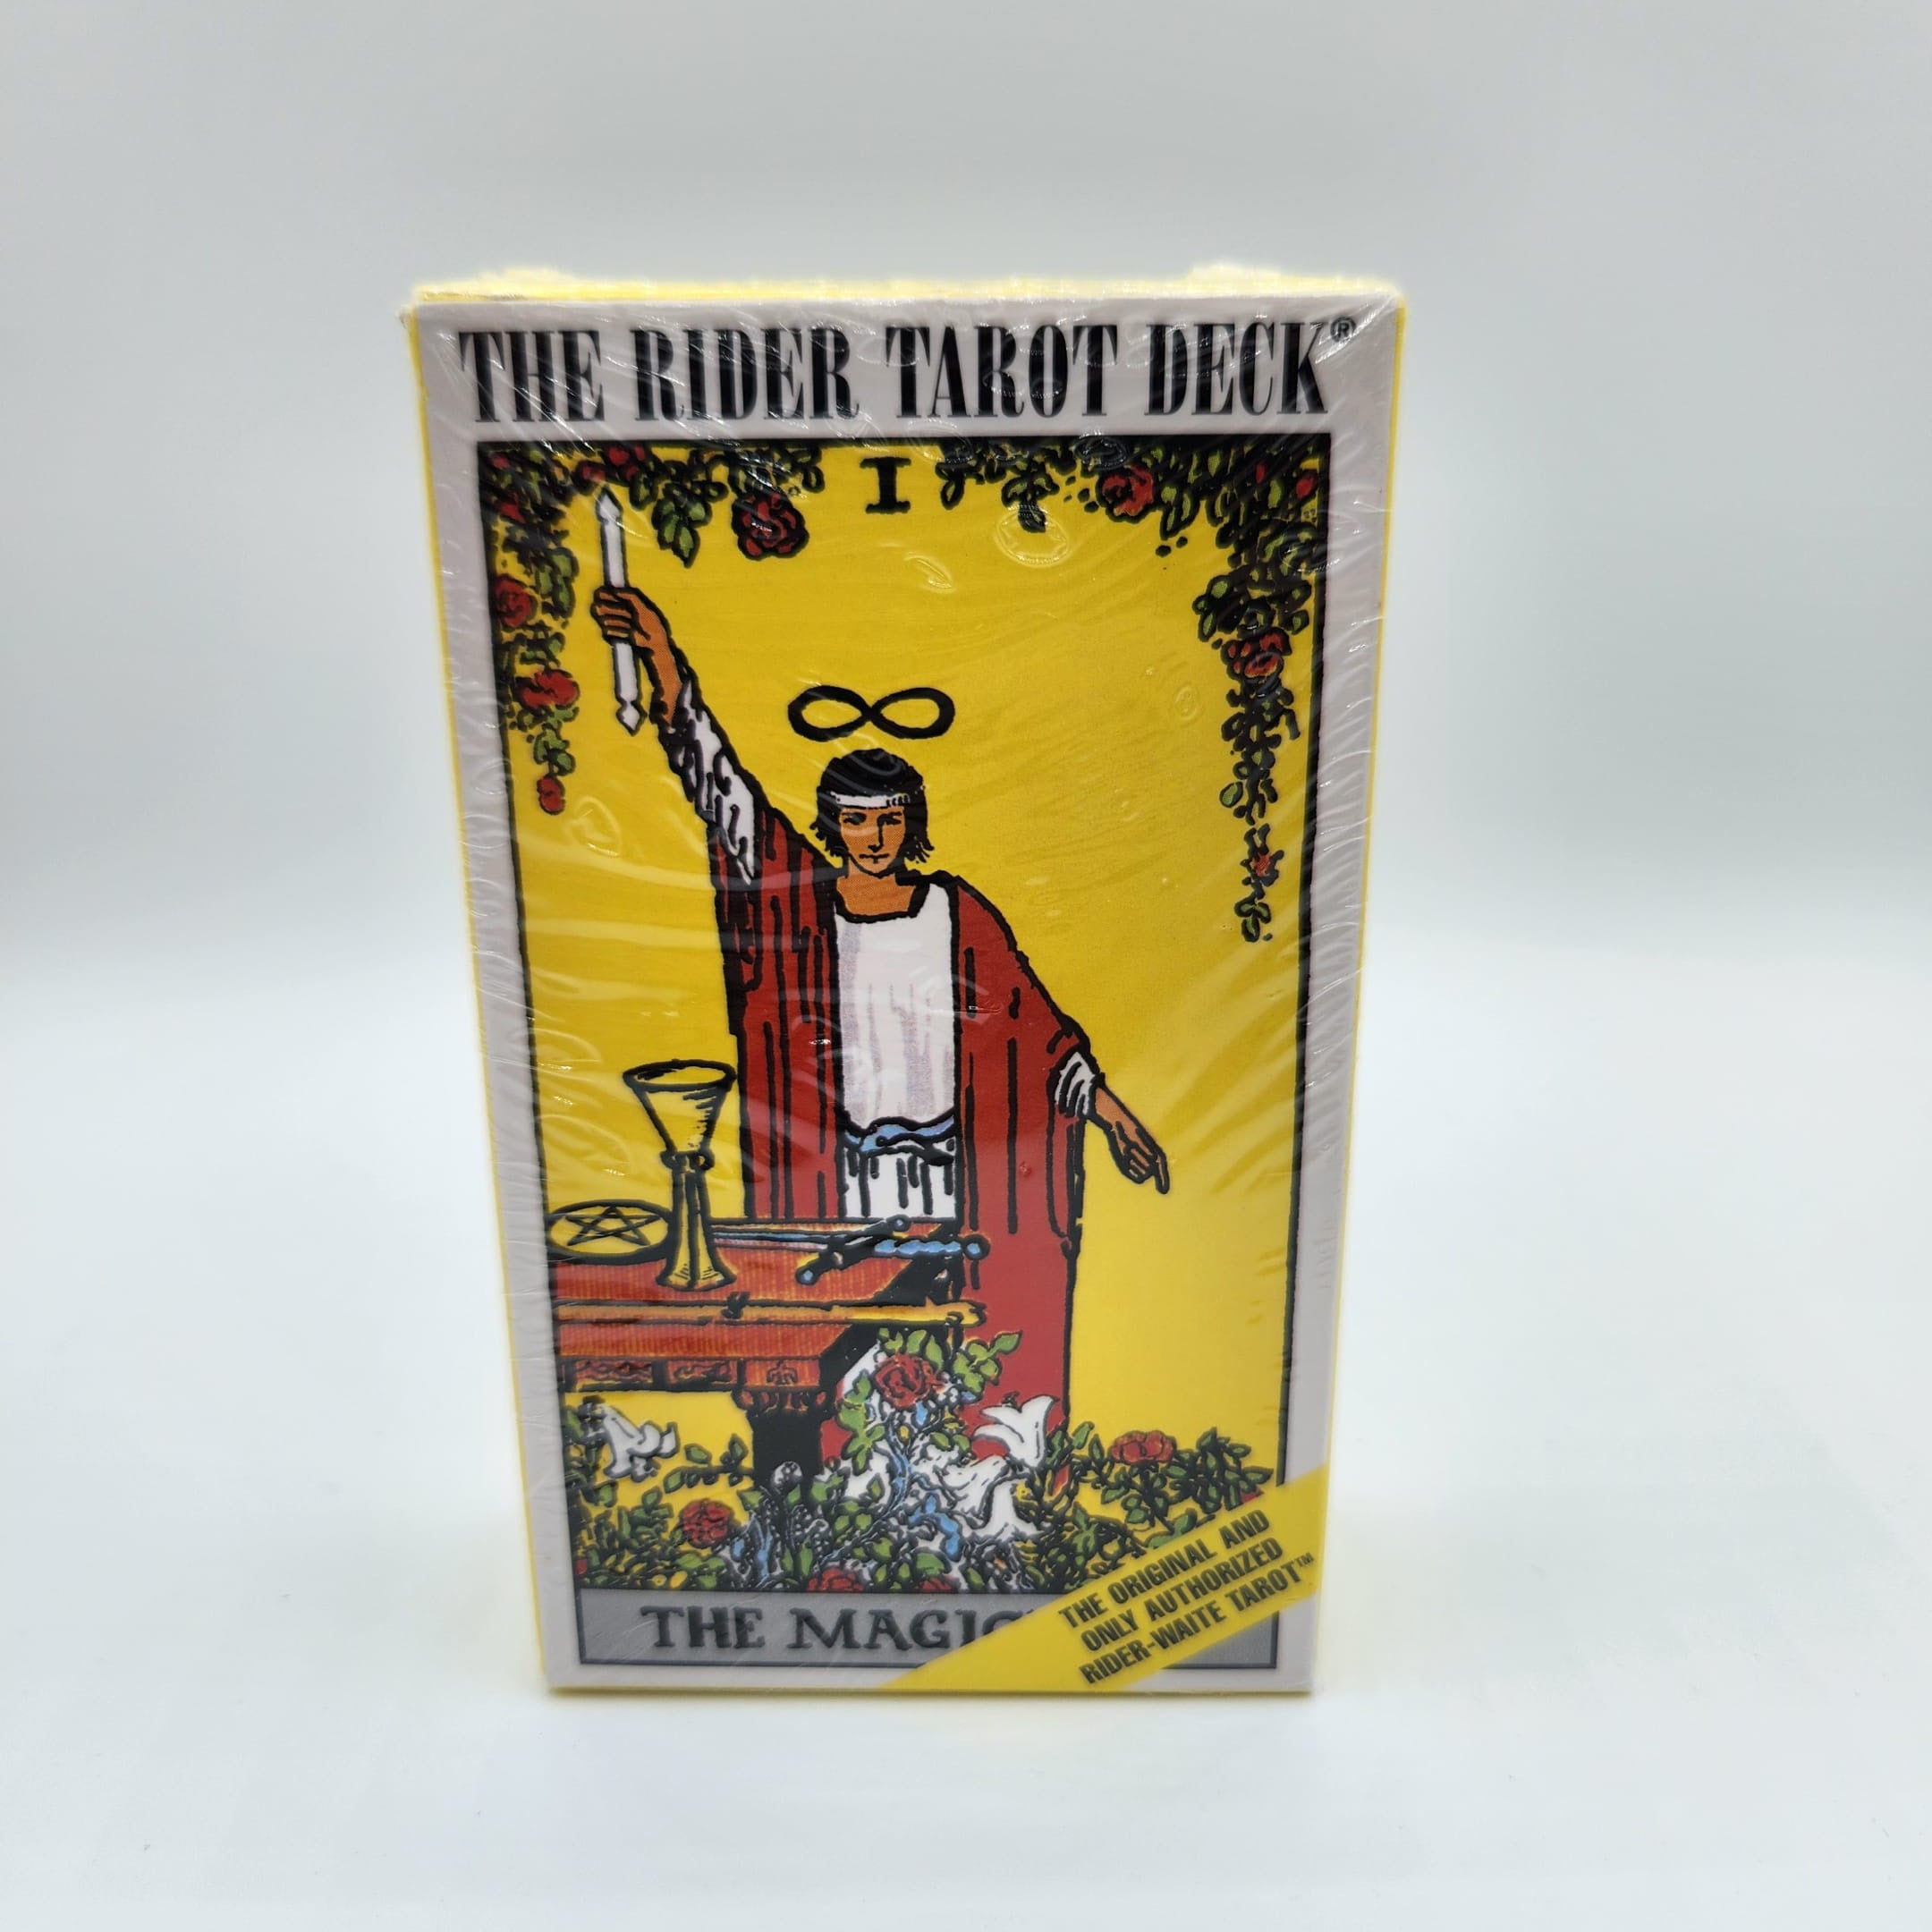 THE RIDER TAROT DECK®
I
THE MAGIC
THE ORIGINAL AND
ONLY AUTHORIZED
RIDER-WAITE TAROT™